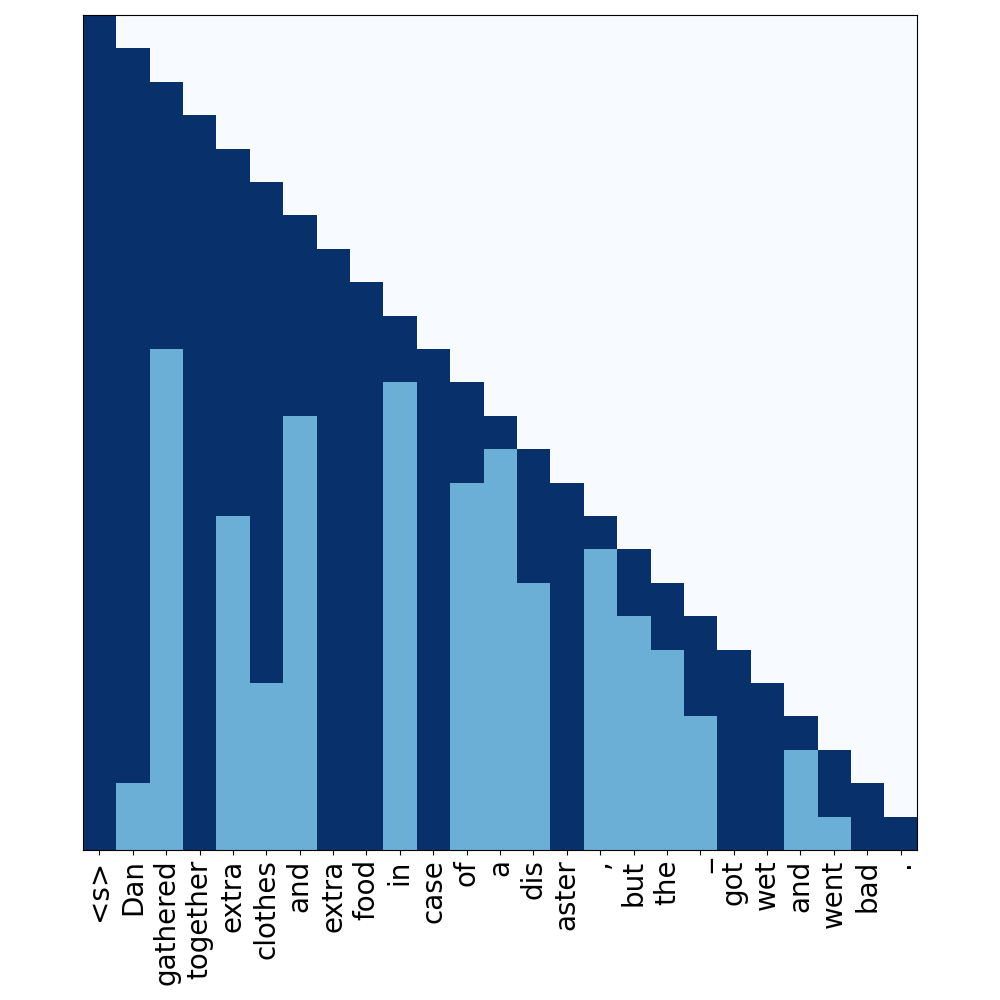 <s>
Dan
gathered
together
extra
clothes
and
extra
food
in
case
of
a
dis
aster
,
but
the
_
got
wet
and
went
bad
.